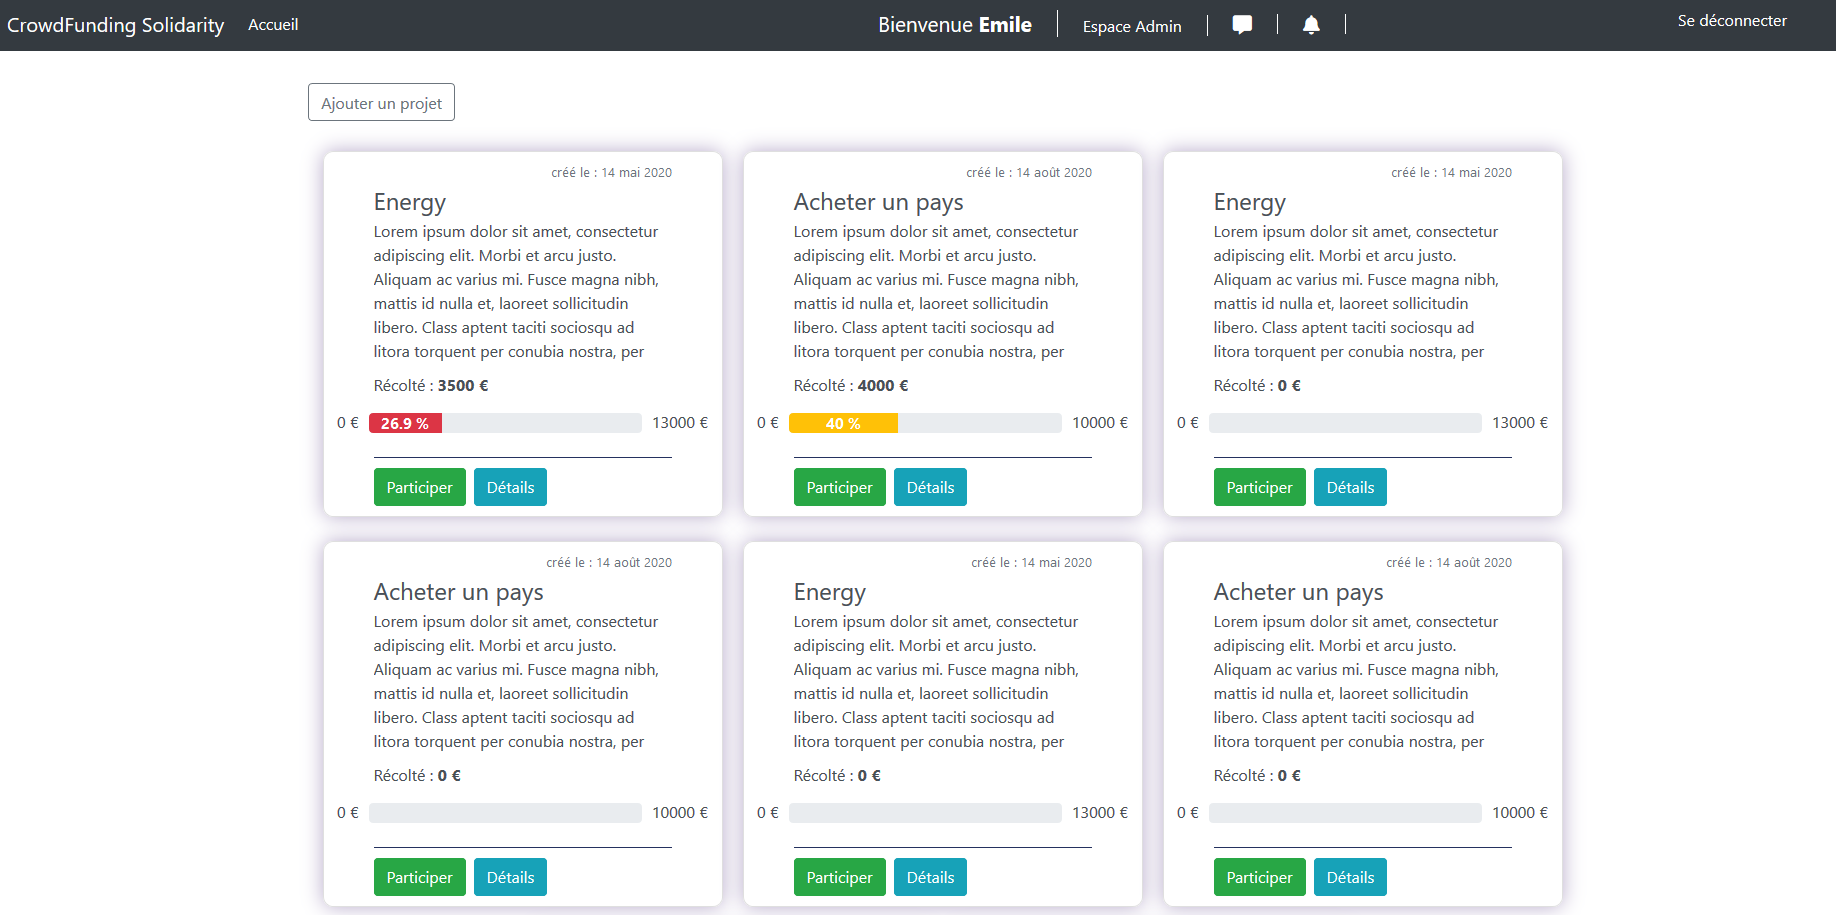 CrowdFunding Solidarity Accueil Bienvenue Emile Espace Admin Se déconnecter
Ajouter un projet
créé le : 14 mai 2020
Energy
Lorem ipsum dolor sit amet, consectetur
adipiscing elit. Morbi et arcu justo.
Aliquam ac varius mi. Fusce magna nibh,
mattis id nulla et, laoreet sollicitudin
libero. Class aptent taciti sociosqu ad
litora torquent per conubia nostra, per
Récolté : 3500 €
0 € 26.9 % 13000 €
Participer Détails
créé le : 14 août 2020
Acheter un pays
Lorem ipsum dolor sit amet, consectetur
adipiscing elit. Morbi et arcu justo.
Aliquam ac varius mi. Fusce magna nibh,
mattis id nulla et, laoreet sollicitudin
libero. Class aptent taciti sociosqu ad
litora torquent per conubia nostra, per
Récolté : 4000 €
0 € 40 % 10000 €
Participer Détails
créé le : 14 mai 2020
Energy
Lorem ipsum dolor sit amet, consectetur
adipiscing elit. Morbi et arcu justo.
Aliquam ac varius mi. Fusce magna nibh,
mattis id nulla et, laoreet sollicitudin
libero. Class aptent taciti sociosqu ad
litora torquent per conubia nostra, per
Récolté : 0 €
0 € 13000 €
Participer Détails
créé le : 14 août 2020
Acheter un pays
Lorem ipsum dolor sit amet, consectetur
adipiscing elit. Morbi et arcu justo.
Aliquam ac varius mi. Fusce magna nibh,
mattis id nulla et, laoreet sollicitudin
libero. Class aptent taciti sociosqu ad
litora torquent per conubia nostra, per
Récolté : 0 €
0 € 10000 €
Participer Détails
créé le : 14 mai 2020
Energy
Lorem ipsum dolor sit amet, consectetur
adipiscing elit. Morbi et arcu justo.
Aliquam ac varius mi. Fusce magna nibh,
mattis id nulla et, laoreet sollicitudin
libero. Class aptent taciti sociosqu ad
litora torquent per conubia nostra, per
Récolté : 0 €
0 € 13000 €
Participer Détails
créé le : 14 août 2020
Acheter un pays
Lorem ipsum dolor sit amet, consectetur
adipiscing elit. Morbi et arcu justo.
Aliquam ac varius mi. Fusce magna nibh,
mattis id nulla et, laoreet sollicitudin
libero. Class aptent taciti sociosqu ad
litora torquent per conubia nostra, per
Récolté : 0 €
0 € 10000 €
Participer Détails